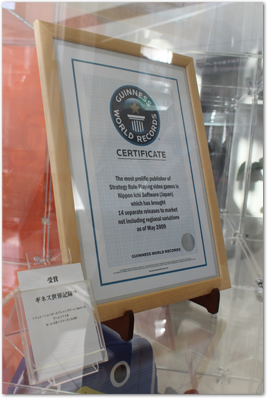 GUINNESS
WORLD RECORDS
CERTIFICATE
The most prolific publisher of
Strategy Role Playing video games is
Nippon Ichi Software (Japan),
which has brought
14 separate releases to market
not including regional variations
as of May 2009
GUINNESS WORLD RECORDS
受賞
ギネス世界記録